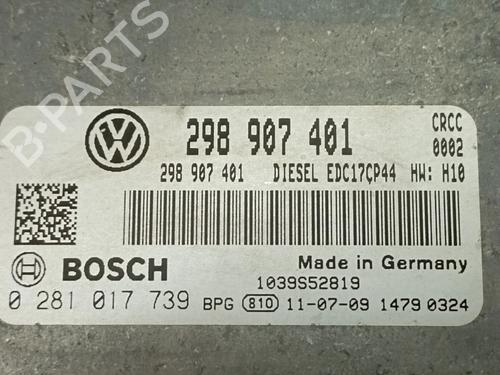 B-PARTS
298 907 401 CRCC
0002
298 907 401 DIESEL EDC17CP44 HW: H10
BOSCH Made in Germany
1039S52819
0 281 017 739 BPG 810 11-07-09 1479 0324